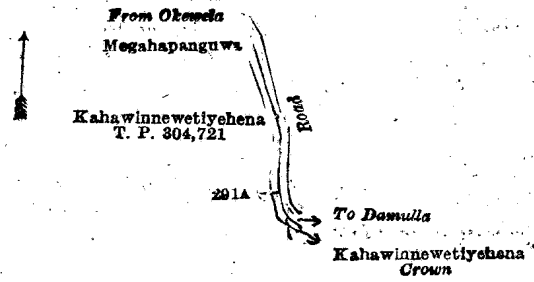 From Okewela
Megahapanguwa
Road
Kahawinnewetiyehena
T. P. 304,721
291A
To Damulla
Kahawinnewetiyehena
Crown